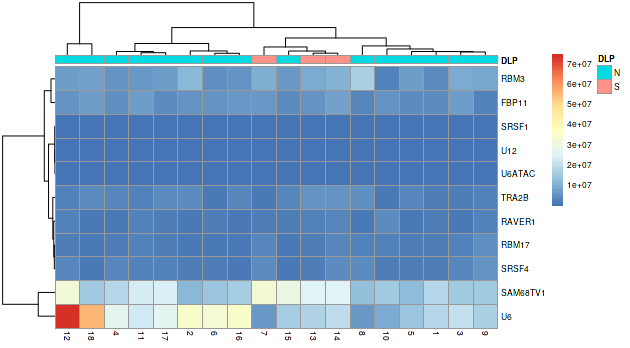 DLP
RBM3
FBP11
SRSF1
U12
U6ATAC
TRA2B
RAVER1
RBM17
SRSF4
SAM68TV1
U6
12 18 4 11 17 2 6 16 7 15 13 14 8 10 5 1 3 9
7e+07
6e+07
5e+07
4e+07
3e+07
2e+07
1e+07
DLP
N
S